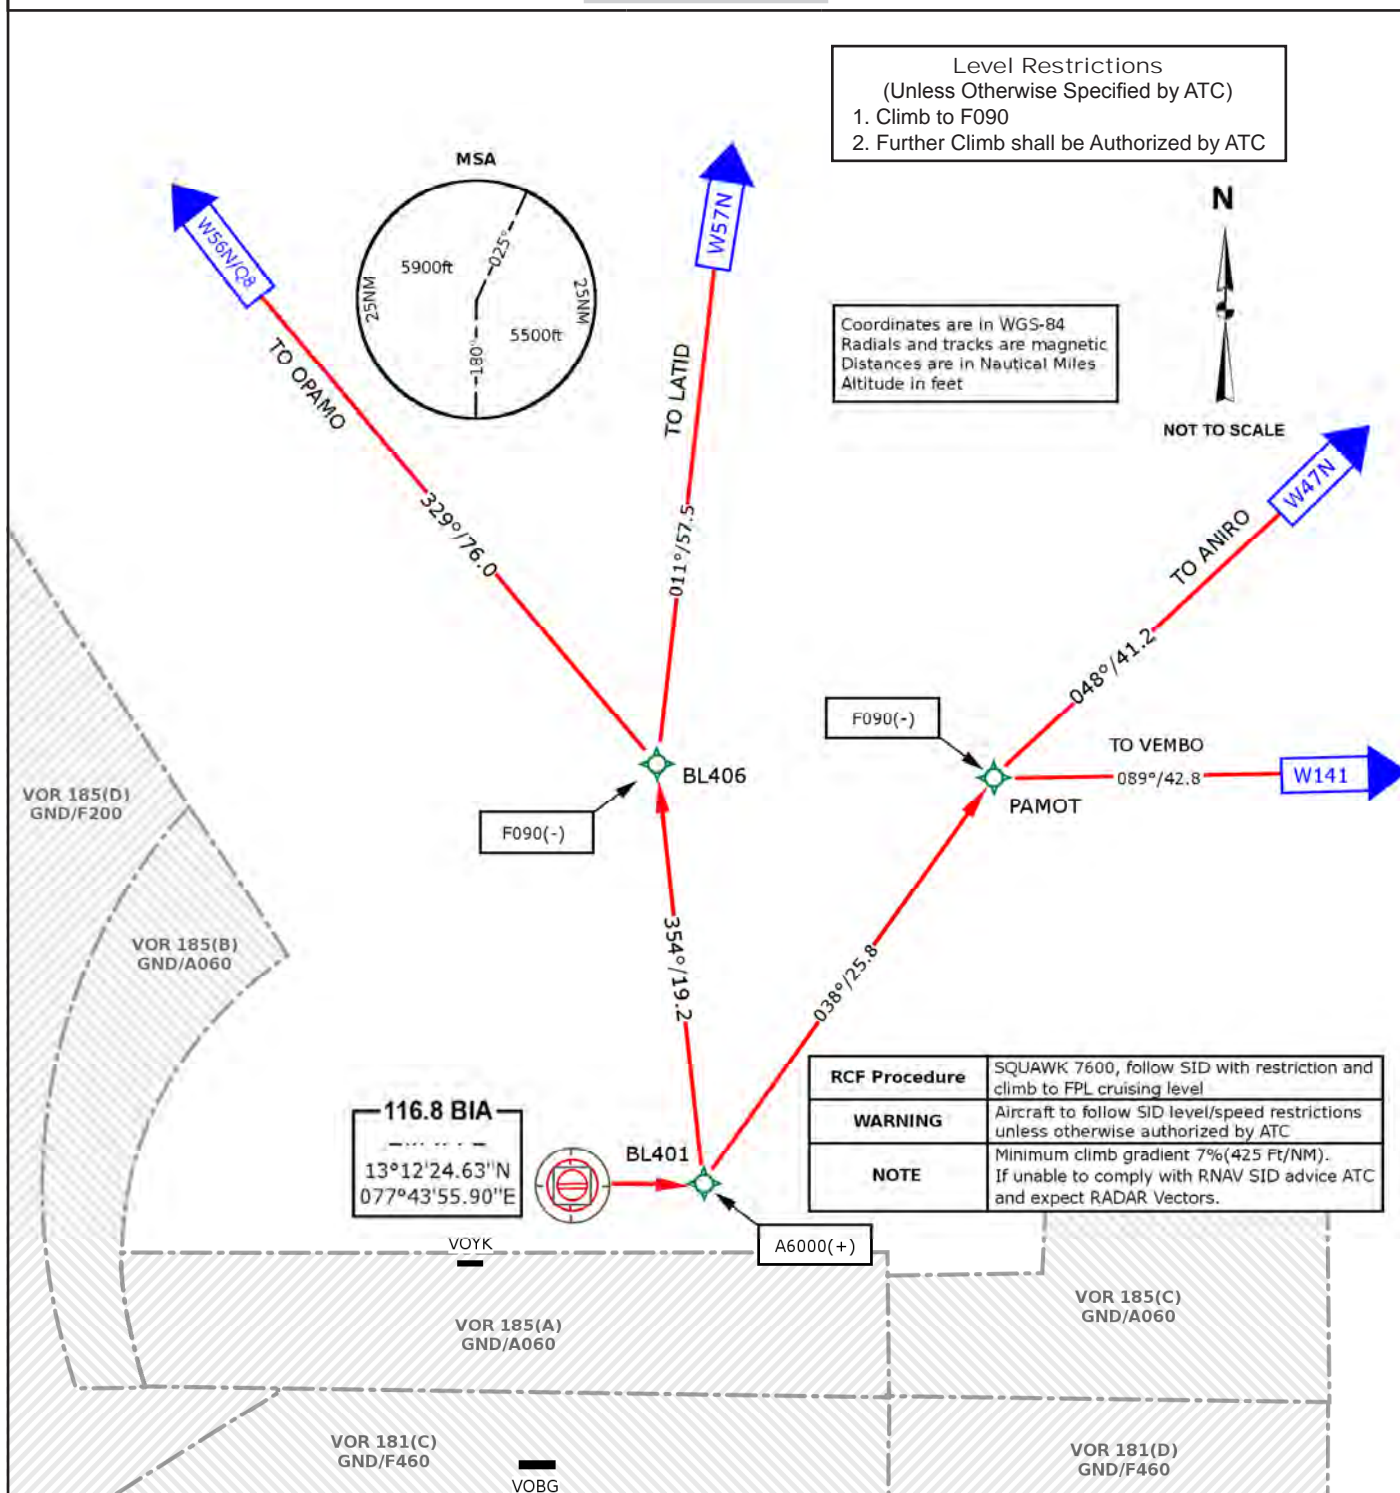 Level Restrictions
(Unless Otherwise Specified by ATC)
1. Climb to F090
2. Further Climb shall be Authorized by ATC
MSA
025°
5900ft
25NM
25NM
5500ft
180°
W56N/Q8
TO OPAMO
329°/76.0
W57N
TO LATID
011°/57.5
N
NOT TO SCALE
Coordinates are in WGS-84
Radials and tracks are magnetic
Distances are in Nautical Miles
Altitude in feet
W47N
TO ANIRO
048°/41.2
F090(-)
TO VEMBO
089°/42.8
W141
PAMOT
BL406
F090(-)
VOR 185(D)
GND/F200
VOR 185(B)
GND/A060
354°/19.2
038°/25.8
RCF Procedure
SQUAWK 7600, follow SID with restriction and
climb to FPL cruising level
WARNING
Aircraft to follow SID level/speed restrictions
unless otherwise authorized by ATC
NOTE
Minimum climb gradient 7%(425 Ft/NM).
If unable to comply with RNAV SID advice ATC
and expect RADAR Vectors.
116.8 BIA
13°12'24.63"N
077°43'55.90"E
BL401
A6000(+)
VOYK
VOR 185(A)
GND/A060
VOR 185(C)
GND/A060
VOR 181(C)
GND/F460
VOBG
VOR 181(D)
GND/F460